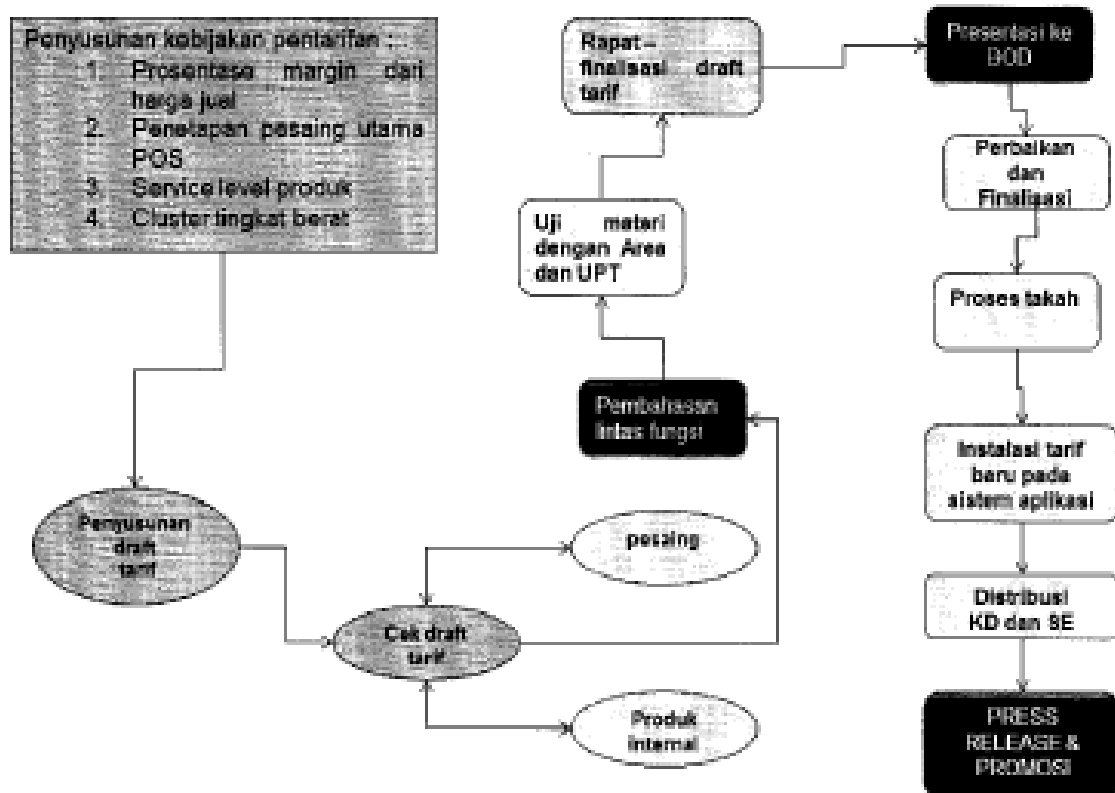 Penyusunan kebijakan pentarifan :
1. Prosentase margin dari
harga jual
2. Penetapan pesaing utama
POS
3. Service level produk
4. Cluster tingkat berat
Penyusunan
draft
tarif
Cek draft
tarif
pesaing
Produk
internal
Pembahasan
lintas fungsi
Uji materi
dengan Area
dan UPT
Rapat –
finalisasi draft
tarif
Presentasi ke
BOD
Perbaikan
dan
Finalisasi
Proses takah
Instalasi tarif
baru pada
sistem aplikasi
Distribusi
KD dan SE
PRESS
RELEASE &
PROMOSI